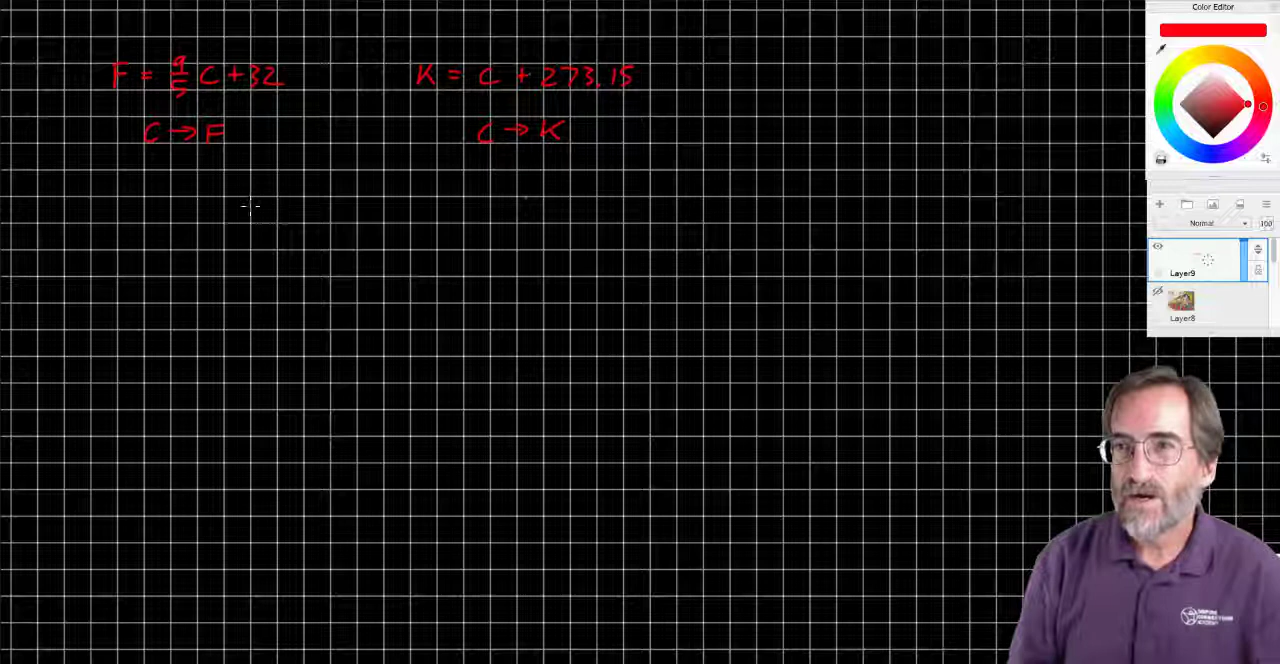 Color Editor
F = 9/5 C + 32
K = C + 273.15
C → F
C → K
Normal
100
Layer9
Layer8